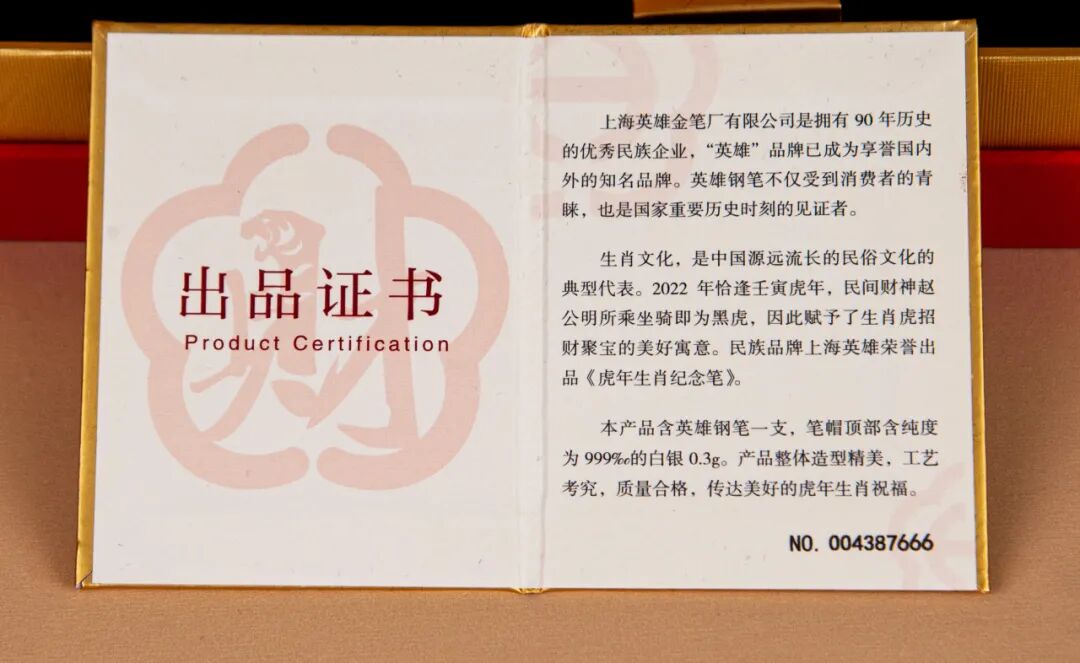 出品证书
Product Certification
上海英雄金笔厂有限公司是拥有 90 年历史
的优秀民族企业，“英雄”品牌已成为享誉国内
外的知名品牌。英雄钢笔不仅受到消费者的青
睐，也是国家重要历史时刻的见证者。
生肖文化，是中国源远流长的民俗文化的
典型代表。2022 年恰逢壬寅虎年，民间财神赵
公明所乘坐骑即为黑虎，因此赋予了生肖虎招
财聚宝的美好寓意。民族品牌上海英雄荣誉出
品《虎年生肖纪念笔》。
本产品含英雄钢笔一支，笔帽顶部含纯度
为 999‰的白银 0.3g。产品整体造型精美，工艺
考究，质量合格，传达美好的虎年生肖祝福。
NO. 004387666